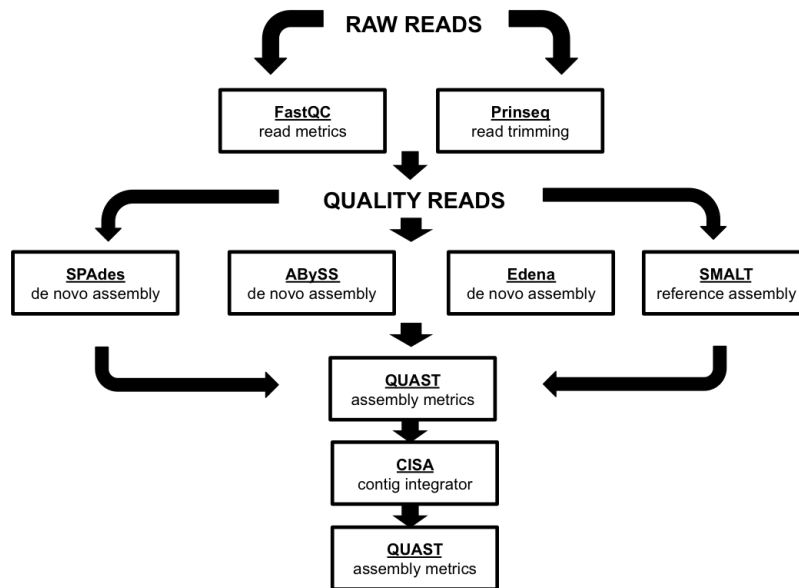 RAW READS
FastQC
read metrics
Prinseq
read trimming
QUALITY READS
SPAdes
de novo assembly
ABySS
de novo assembly
Edena
de novo assembly
SMALT
reference assembly
QUAST
assembly metrics
CISA
contig integrator
QUAST
assembly metrics